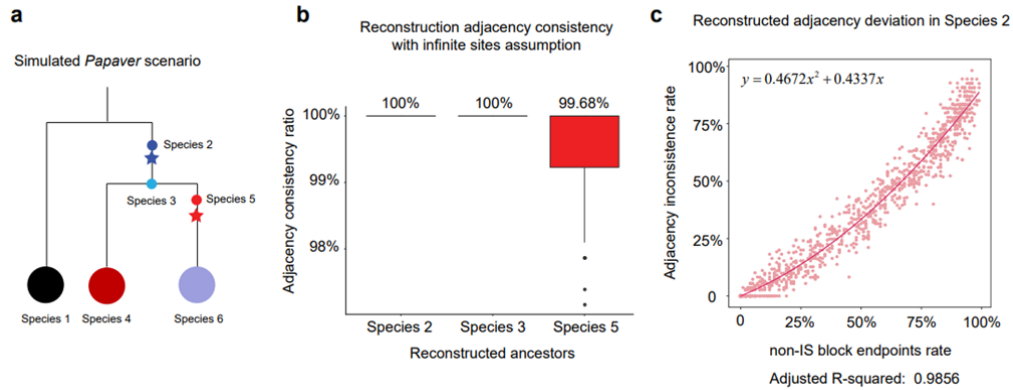 a
Simulated Papaver scenario
Species 2
Species 3
Species 5
Species 1
Species 4
Species 6
b
Reconstruction adjacency consistency
with infinite sites assumption
Adjacency consistency ratio
100%
99%
98%
100%
100%
99.68%
Species 2
Species 3
Species 5
Reconstructed ancestors
c
Reconstructed adjacency deviation in Species 2
Adjacency inconsistence rate
100%
75%
50%
25%
0
y = 0.4672x² + 0.4337x
0
25%
50%
75%
100%
non-IS block endpoints rate
Adjusted R-squared: 0.9856